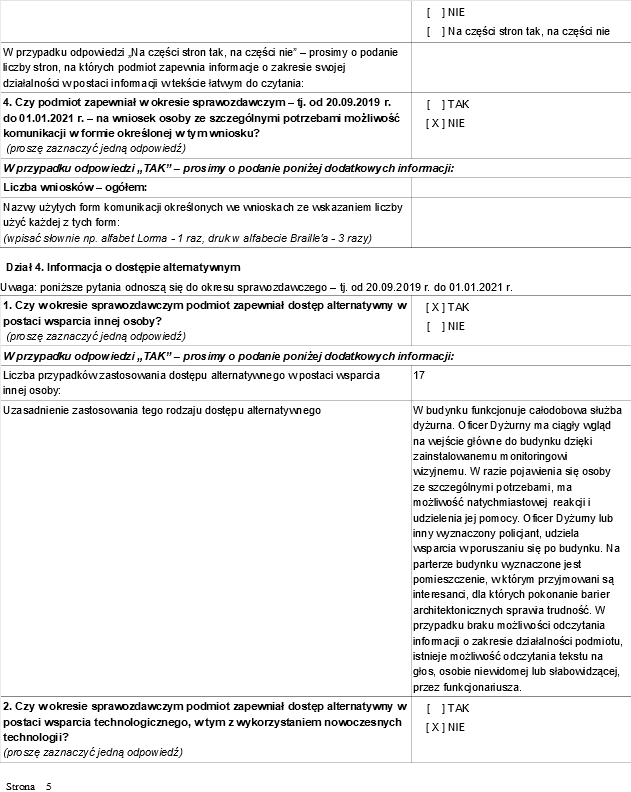 [ ] NIE
[ ] Na części stron tak, na części nie
W przypadku odpowiedzi „Na części stron tak, na części nie” – prosimy o podanie
liczby stron, na których podmiot zapewnia informacje o zakresie swojej
działalności w postaci informacji w tekście łatwym do czytania:
4. Czy podmiot zapewniał w okresie sprawozdawczym – tj. od 20.09.2019 r.
do 01.01.2021 r. – na wniosek osoby ze szczególnymi potrzebami możliwość
komunikacji w formie określonej w tym wniosku?
(proszę zaznaczyć jedną odpowiedź)
[ ] TAK
[ X ] NIE
W przypadku odpowiedzi „TAK” – prosimy o podanie poniżej dodatkowych informacji:
Liczba wniosków – ogółem:
Nazwy użytych form komunikacji określonych we wnioskach ze wskazaniem liczby
użyć każdej z tych form:
(wpisać słownie np. alfabet Lorma - 1 raz, druk w alfabecie Braille'a - 3 razy)
Dział 4. Informacja o dostępie alternatywnym
Uwaga: poniższe pytania odnoszą się do okresu sprawozdawczego – tj. od 20.09.2019 r. do 01.01.2021 r.
1. Czy w okresie sprawozdawczym podmiot zapewniał dostęp alternatywny w
postaci wsparcia innej osoby?
(proszę zaznaczyć jedną odpowiedź)
[ X ] TAK
[ ] NIE
W przypadku odpowiedzi „TAK” – prosimy o podanie poniżej dodatkowych informacji:
Liczba przypadków zastosowania dostępu alternatywnego w postaci wsparcia
innej osoby:
17
Uzasadnienie zastosowania tego rodzaju dostępu alternatywnego
W budynku funkcjonuje całodobowa służba
dyżurna. Oficer Dyżurny ma ciągły wgląd
na wejście główne do budynku dzięki
zainstalowanemu monitoringowi
wizyjnemu. W razie pojawienia się osoby
ze szczególnymi potrzebami, ma
możliwość natychmiastowej reakcji i
udzielenia jej pomocy. Oficer Dyżurny lub
inny wyznaczony policjant, udziela
wsparcia w poruszaniu się po budynku. Na
parterze budynku wyznaczone jest
pomieszczenie, w którym przyjmowani są
interesanci, dla których pokonanie barier
architektonicznych sprawia trudność. W
przypadku braku możliwości odczytania
informacji o zakresie działalności podmiotu,
istnieje możliwość odczytania tekstu na
głos, osobie niewidomej lub słabowidzącej,
przez funkcjonariusza.
2. Czy w okresie sprawozdawczym podmiot zapewniał dostęp alternatywny w
postaci wsparcia technologicznego, w tym z wykorzystaniem nowoczesnych
technologii?
(proszę zaznaczyć jedną odpowiedź)
[ ] TAK
[ X ] NIE
Strona 5